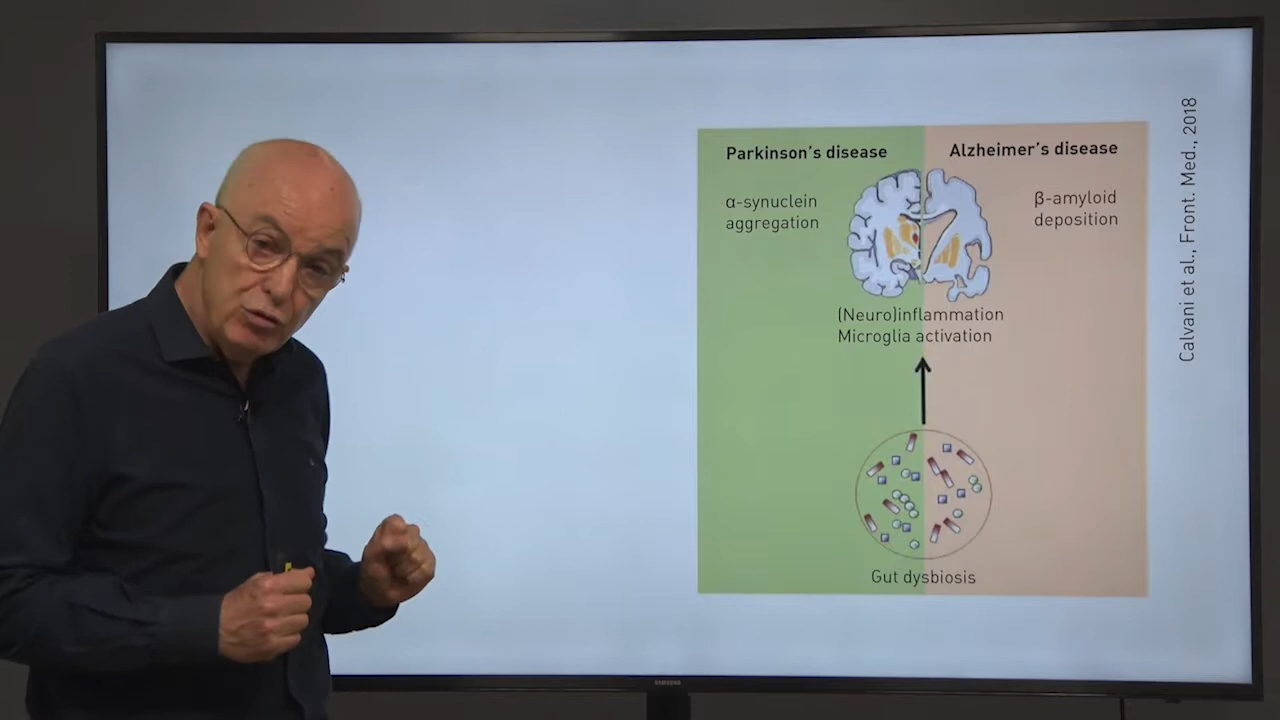 Parkinson's disease
Alzheimer's disease
α-synuclein
aggregation
β-amyloid
deposition
(Neuro)inflammation
Microglia activation
Gut dysbiosis
Calvani et al., Front. Med., 2018
SAMSUNG